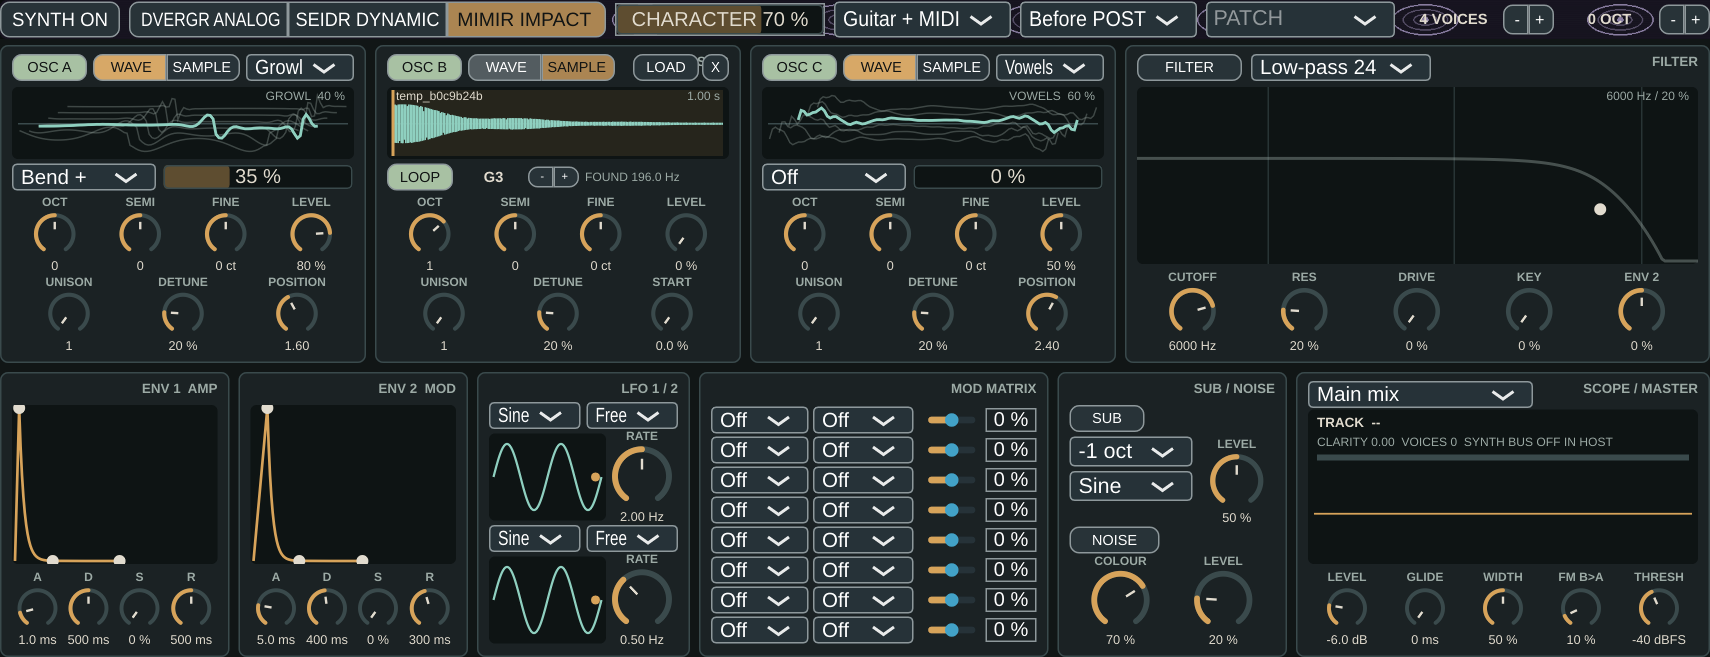 SYNTH ON DVERGR ANALOG SEIDR DYNAMIC MIMIR IMPACT CHARACTER 70 % Guitar + MIDI Before POST PATCH 4 VOICES - + 0 OCT - +
OSC A WAVE SAMPLE Growl
GROWL 40 %
Bend + 35 %
OCT SEMI FINE LEVEL
0 0 0 ct 80 %
UNISON DETUNE POSITION
1 20 % 1.60
OSC B WAVE SAMPLE LOAD X
temp_b0c9b24b 1.00 s
LOOP G3 - + FOUND 196.0 Hz
OCT SEMI FINE LEVEL
1 0 0 ct 0 %
UNISON DETUNE START
1 20 % 0.0 %
OSC C WAVE SAMPLE Vowels
VOWELS 60 %
Off 0 %
OCT SEMI FINE LEVEL
0 0 0 ct 50 %
UNISON DETUNE POSITION
1 20 % 2.40
FILTER Low-pass 24 FILTER
6000 Hz / 20 %
CUTOFF RES DRIVE KEY ENV 2
6000 Hz 20 % 0 % 0 % 0 %
ENV 1 AMP
A D S R
1.0 ms 500 ms 0 % 500 ms
ENV 2 MOD
A D S R
5.0 ms 400 ms 0 % 300 ms
LFO 1 / 2
Sine Free
RATE
2.00 Hz
Sine Free
RATE
0.50 Hz
MOD MATRIX
Off Off 0 %
Off Off 0 %
Off Off 0 %
Off Off 0 %
Off Off 0 %
Off Off 0 %
Off Off 0 %
Off Off 0 %
SUB / NOISE
SUB
-1 oct LEVEL
Sine
50 %
NOISE
COLOUR LEVEL
70 % 20 %
Main mix SCOPE / MASTER
TRACK --
CLARITY 0.00 VOICES 0 SYNTH BUS OFF IN HOST
LEVEL GLIDE WIDTH FM B>A THRESH
-6.0 dB 0 ms 50 % 10 % -40 dBFS